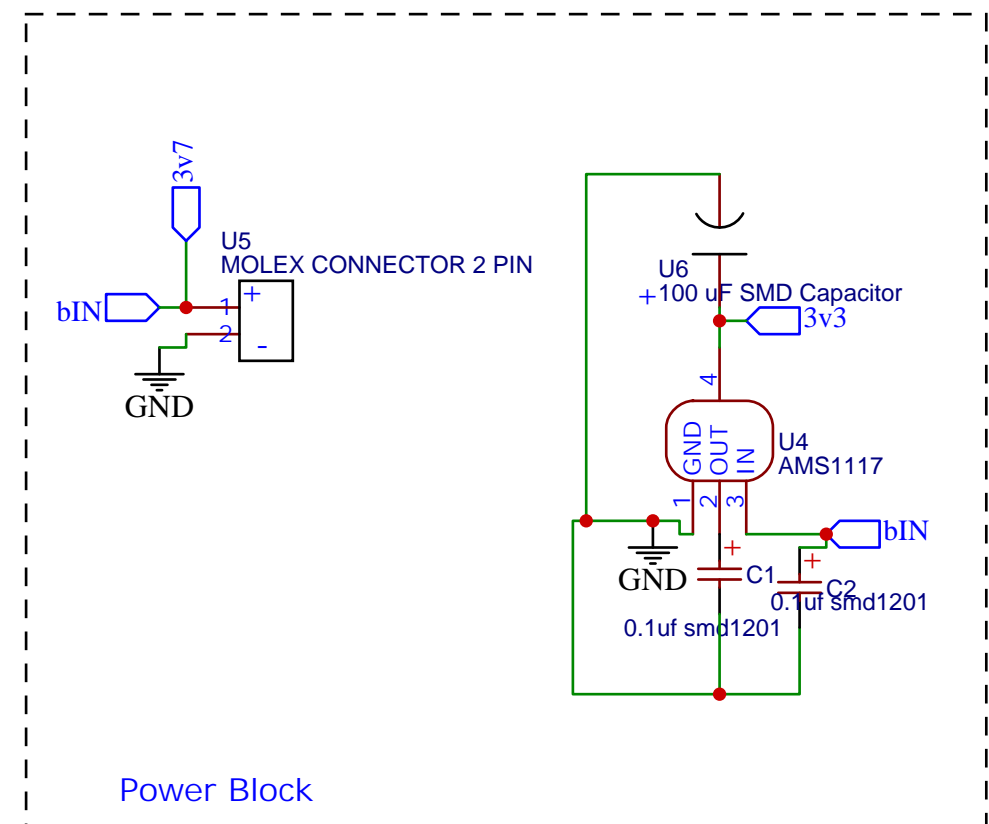 3v7
U5
MOLEX CONNECTOR 2 PIN
bIN
1
+
2
-
GND
U6
+ 100 uF SMD Capacitor
3v3
4
GND
OUT
IN
U4
AMS1117
1
2
3
bIN
GND
+
C1
+
C2
0.1uf smd1201
0.1uf smd1201
Power Block